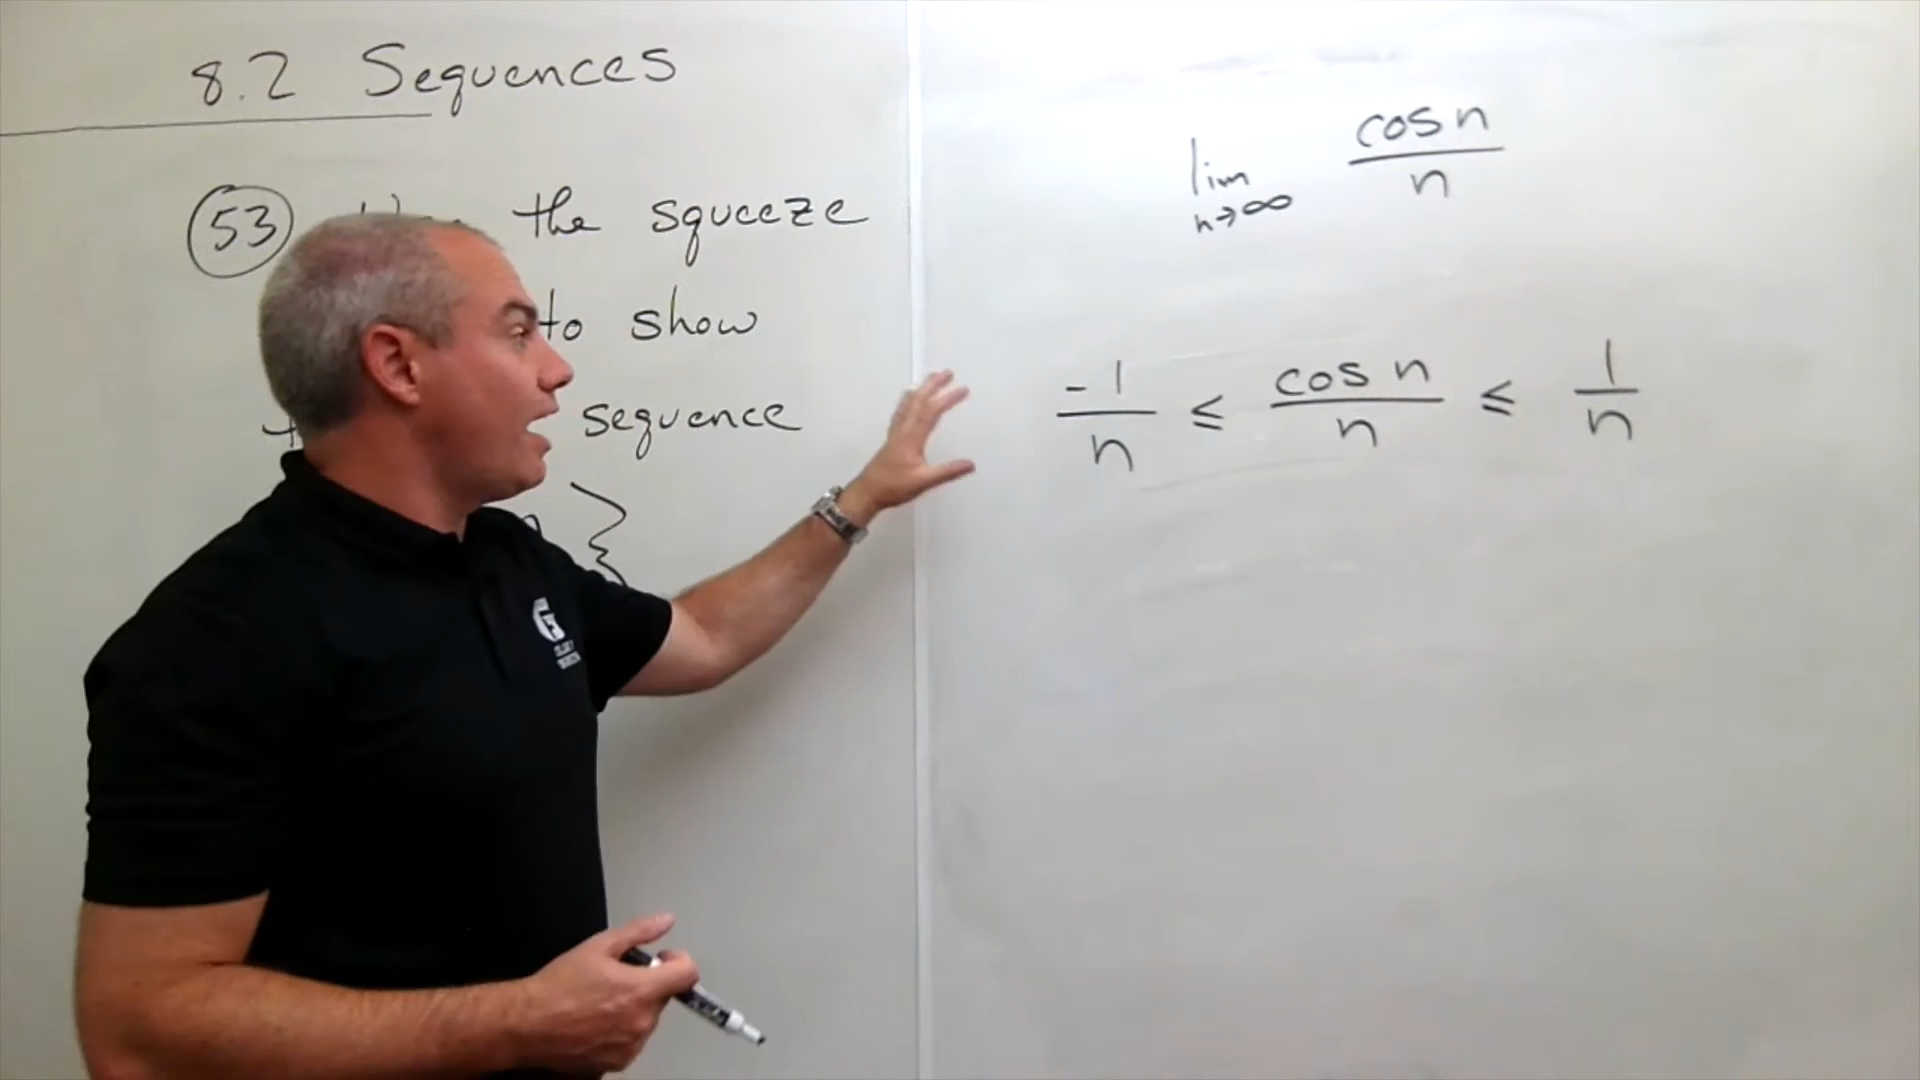 8.2 Sequences
53 the squeeze
to show
sequence
lim n→∞ cos n / n
-1/n ≤ cos n / n ≤ 1/n